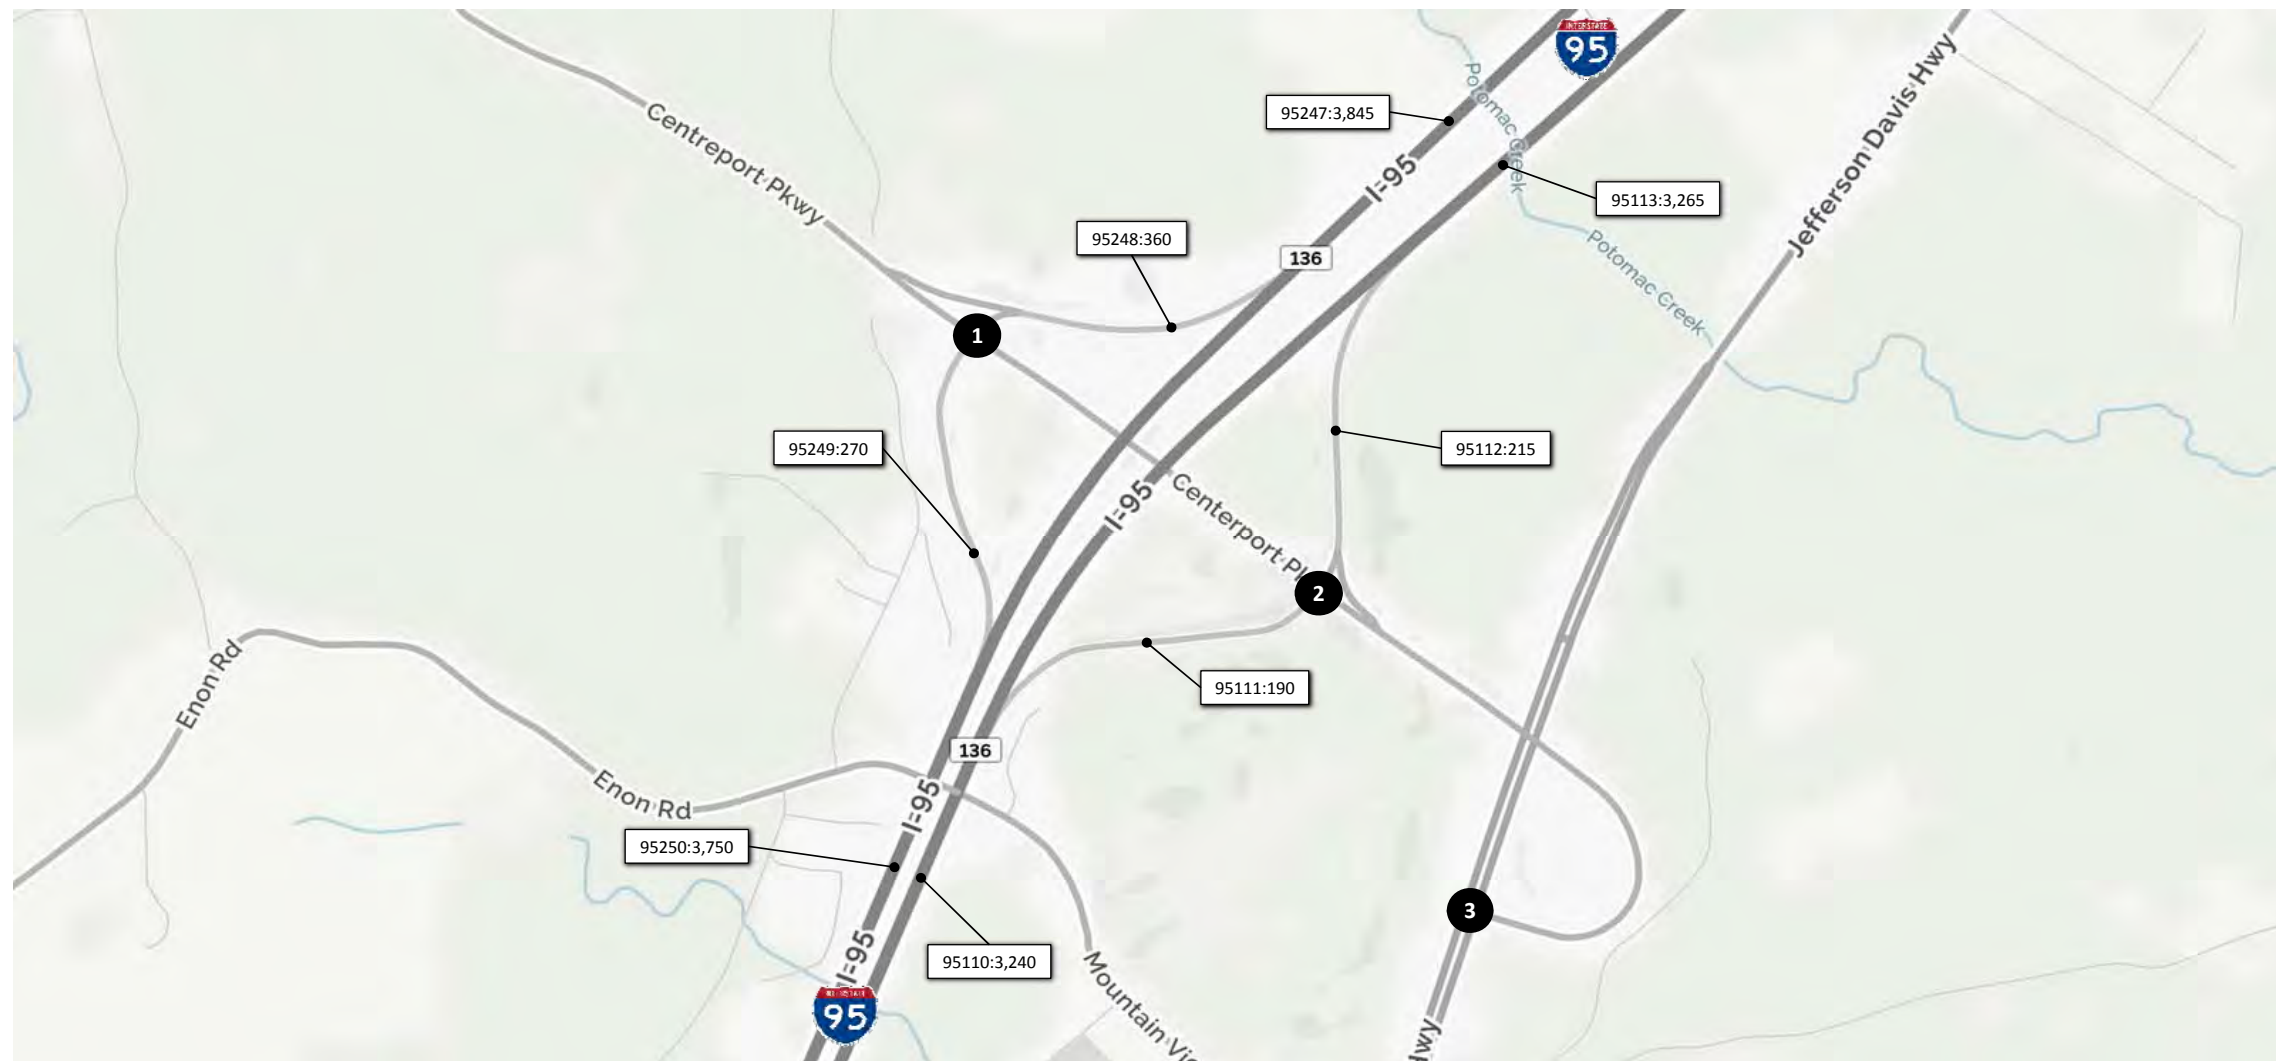 INTERSTATE
95
Potomac Creek
95247:3,845
Jefferson Davis Hwy
Centreport Pkwy
I-95
95113:3,265
95248:360
136
Potomac Creek
1
95249:270
95112:215
I-95
Centerport
2
95111:190
Enon Rd
136
Enon Rd
I-95
95250:3,750
3
95110:3,240
I-95
Mountain
95
Hwy